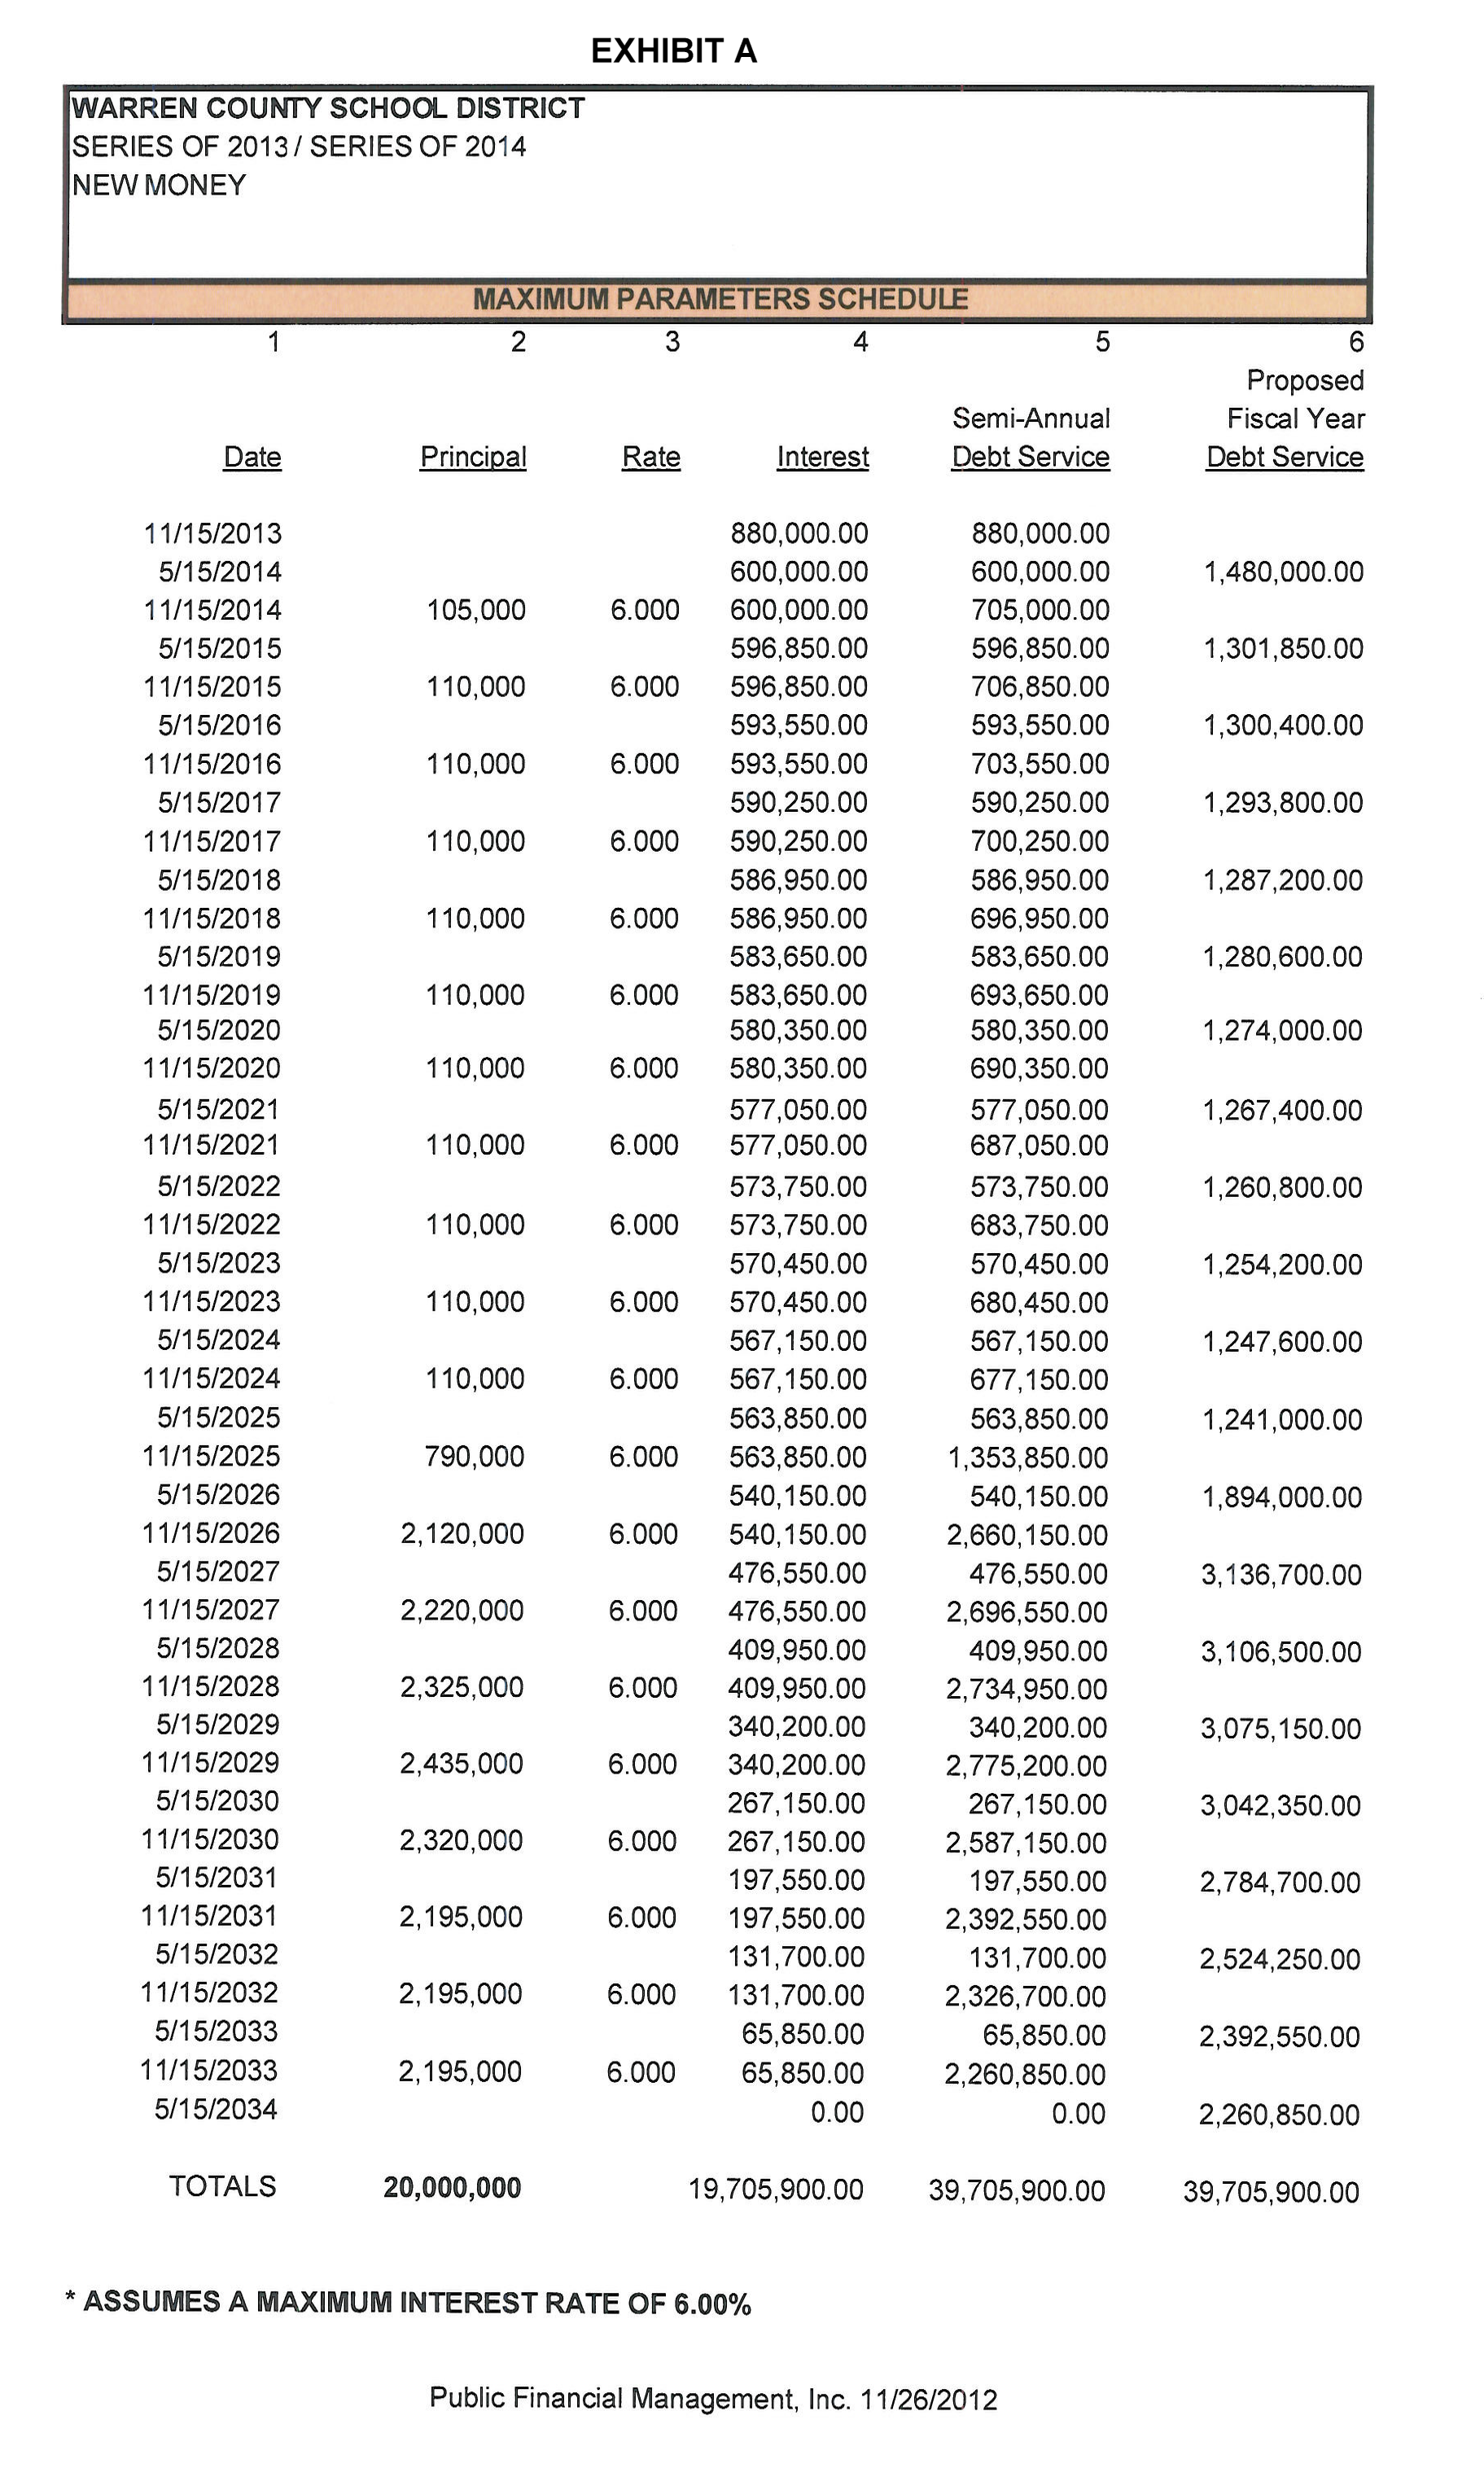 EXHIBIT A
WARREN COUNTY SCHOOL DISTRICT
SERIES OF 2013 / SERIES OF 2014
NEW MONEY
MAXIMUM PARAMETERS SCHEDULE
1 2 3 4 5 6
Proposed
Semi-Annual Fiscal Year
Date Principal Rate Interest Debt Service Debt Service
11/15/2013 880,000.00 880,000.00
5/15/2014 600,000.00 600,000.00 1,480,000.00
11/15/2014 105,000 6.000 600,000.00 705,000.00
5/15/2015 596,850.00 596,850.00 1,301,850.00
11/15/2015 110,000 6.000 596,850.00 706,850.00
5/15/2016 593,550.00 593,550.00 1,300,400.00
11/15/2016 110,000 6.000 593,550.00 703,550.00
5/15/2017 590,250.00 590,250.00 1,293,800.00
11/15/2017 110,000 6.000 590,250.00 700,250.00
5/15/2018 586,950.00 586,950.00 1,287,200.00
11/15/2018 110,000 6.000 586,950.00 696,950.00
5/15/2019 583,650.00 583,650.00 1,280,600.00
11/15/2019 110,000 6.000 583,650.00 693,650.00
5/15/2020 580,350.00 580,350.00 1,274,000.00
11/15/2020 110,000 6.000 580,350.00 690,350.00
5/15/2021 577,050.00 577,050.00 1,267,400.00
11/15/2021 110,000 6.000 577,050.00 687,050.00
5/15/2022 573,750.00 573,750.00 1,260,800.00
11/15/2022 110,000 6.000 573,750.00 683,750.00
5/15/2023 570,450.00 570,450.00 1,254,200.00
11/15/2023 110,000 6.000 570,450.00 680,450.00
5/15/2024 567,150.00 567,150.00 1,247,600.00
11/15/2024 110,000 6.000 567,150.00 677,150.00
5/15/2025 563,850.00 563,850.00 1,241,000.00
11/15/2025 790,000 6.000 563,850.00 1,353,850.00
5/15/2026 540,150.00 540,150.00 1,894,000.00
11/15/2026 2,120,000 6.000 540,150.00 2,660,150.00
5/15/2027 476,550.00 476,550.00 3,136,700.00
11/15/2027 2,220,000 6.000 476,550.00 2,696,550.00
5/15/2028 409,950.00 409,950.00 3,106,500.00
11/15/2028 2,325,000 6.000 409,950.00 2,734,950.00
5/15/2029 340,200.00 340,200.00 3,075,150.00
11/15/2029 2,435,000 6.000 340,200.00 2,775,200.00
5/15/2030 267,150.00 267,150.00 3,042,350.00
11/15/2030 2,320,000 6.000 267,150.00 2,587,150.00
5/15/2031 197,550.00 197,550.00 2,784,700.00
11/15/2031 2,195,000 6.000 197,550.00 2,392,550.00
5/15/2032 131,700.00 131,700.00 2,524,250.00
11/15/2032 2,195,000 6.000 131,700.00 2,326,700.00
5/15/2033 65,850.00 65,850.00 2,392,550.00
11/15/2033 2,195,000 6.000 65,850.00 2,260,850.00
5/15/2034 0.00 0.00 2,260,850.00
TOTALS 20,000,000 19,705,900.00 39,705,900.00 39,705,900.00
* ASSUMES A MAXIMUM INTEREST RATE OF 6.00%
Public Financial Management, Inc. 11/26/2012